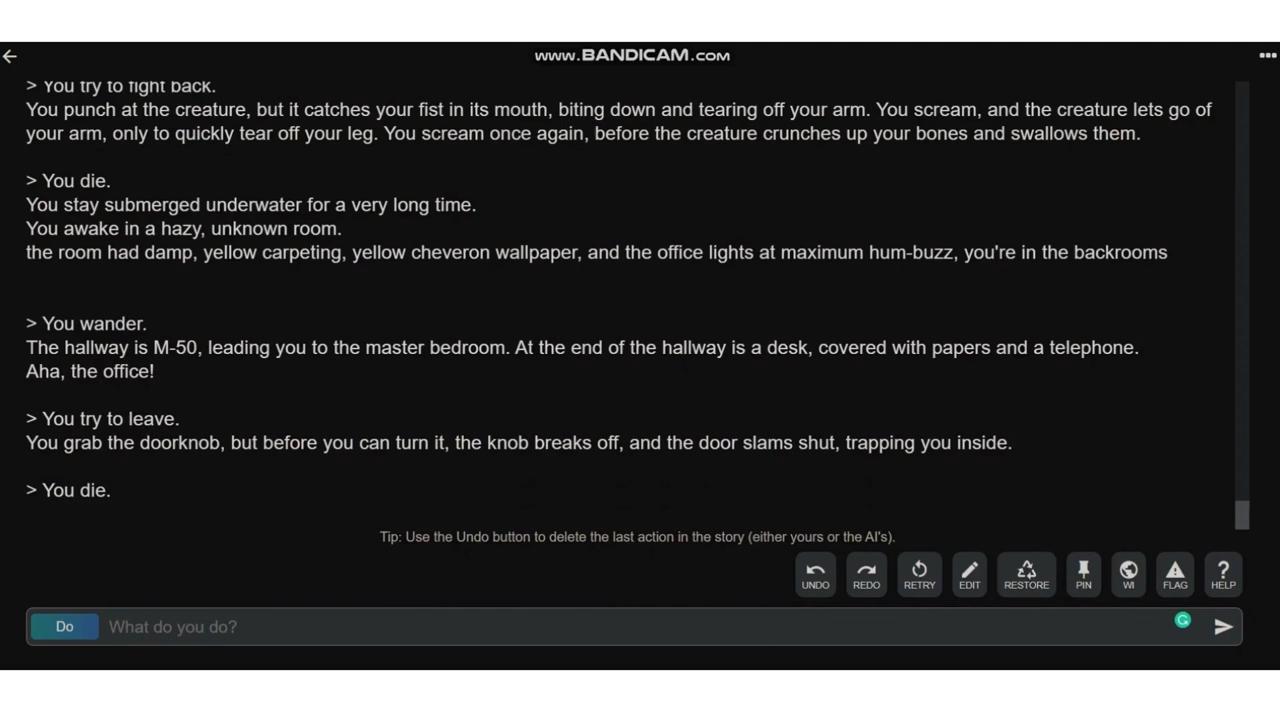 www.BANDICAM.com
> You try to fight back.
You punch at the creature, but it catches your fist in its mouth, biting down and tearing off your arm. You scream, and the creature lets go of
your arm, only to quickly tear off your leg. You scream once again, before the creature crunches up your bones and swallows them.
> You die.
You stay submerged underwater for a very long time.
You awake in a hazy, unknown room.
the room had damp, yellow carpeting, yellow cheveron wallpaper, and the office lights at maximum hum-buzz, you're in the backrooms
> You wander.
The hallway is M-50, leading you to the master bedroom. At the end of the hallway is a desk, covered with papers and a telephone.
Aha, the office!
> You try to leave.
You grab the doorknob, but before you can turn it, the knob breaks off, and the door slams shut, trapping you inside.
> You die.
Tip: Use the Undo button to delete the last action in the story (either yours or the AI's).
UNDO REDO RETRY EDIT RESTORE PIN WI FLAG HELP
Do What do you do?